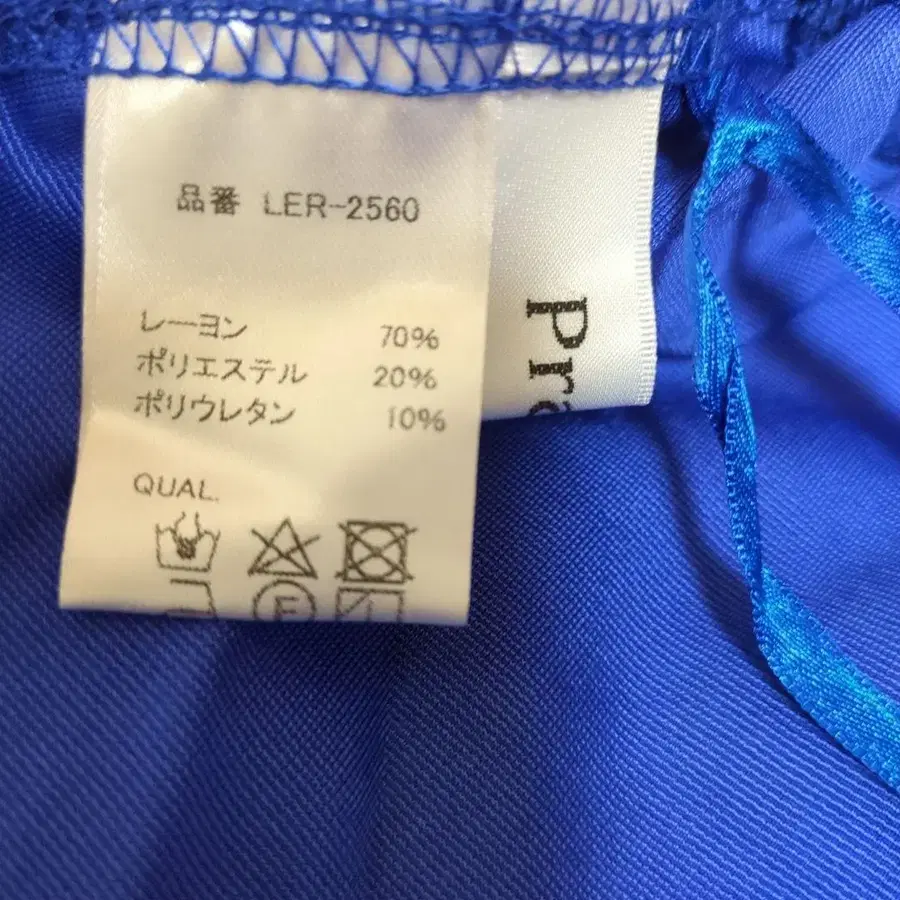 品番 LER-2560
レーヨン 70%
ポリエステル 20%
ポリウレタン 10%
QUAL.
F